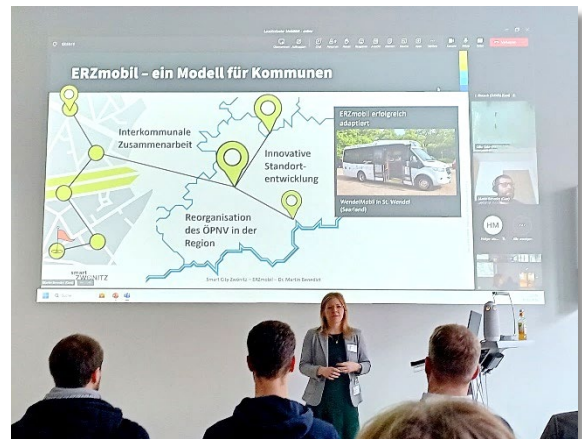 ERZmobil – ein Modell für Kommunen
Interkommunale
Zusammenarbeit
Innovative
Standort-
entwicklung
Reorganisation
des ÖPNV in der
Region
ERZmobil erfolgreich
adaptiert
WendelMobil in St. Wendel
(Saarland)
HM
smart
ZWÖNITZ
Smart City Zwönitz – ERZmobil – Dr. Martin Benedict